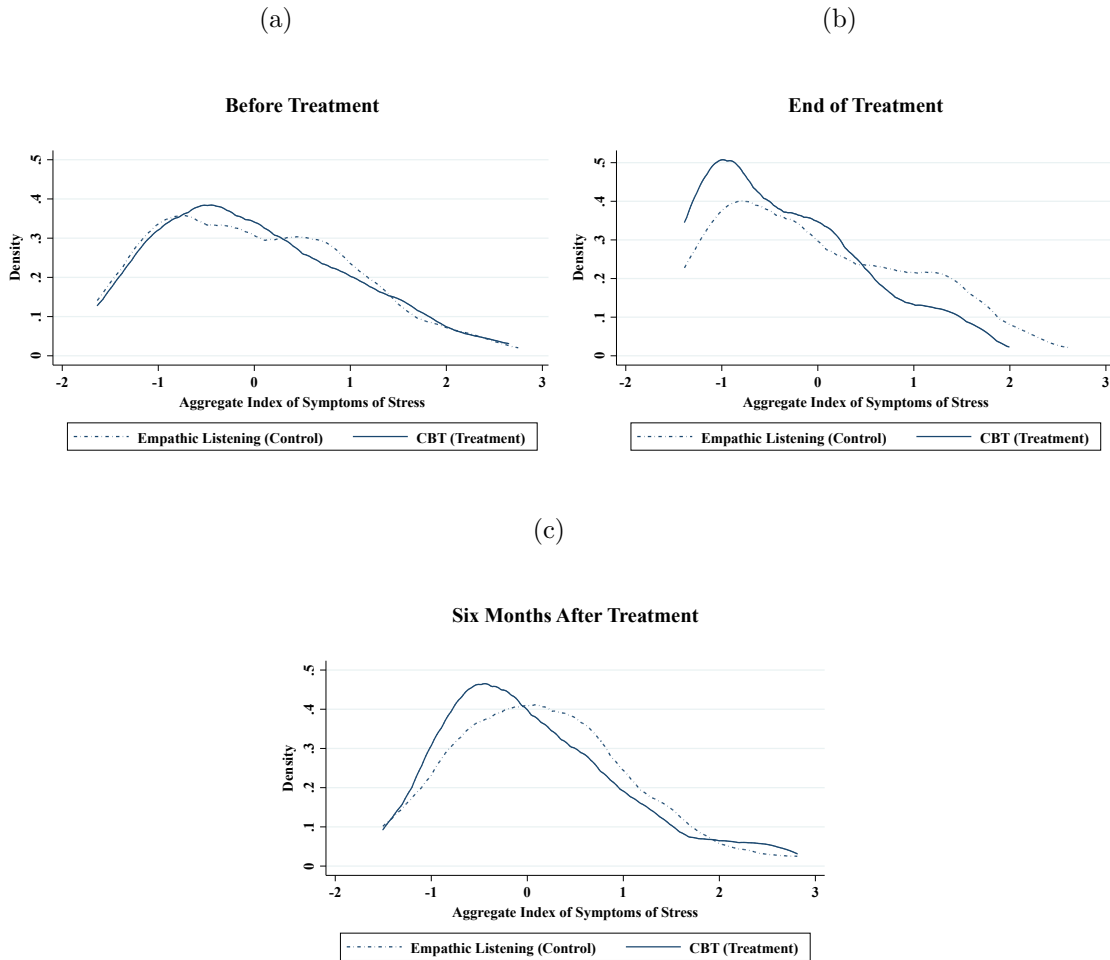 (a)
Before Treatment
Density
0 .1 .2 .3 .4 .5
-2 -1 0 1 2 3
Aggregate Index of Symptoms of Stress
Empathic Listening (Control) CBT (Treatment)
(b)
End of Treatment
Density
0 .1 .2 .3 .4 .5
-2 -1 0 1 2 3
Aggregate Index of Symptoms of Stress
Empathic Listening (Control) CBT (Treatment)
(c)
Six Months After Treatment
Density
0 .1 .2 .3 .4 .5
-2 -1 0 1 2 3
Aggregate Index of Symptoms of Stress
Empathic Listening (Control) CBT (Treatment)